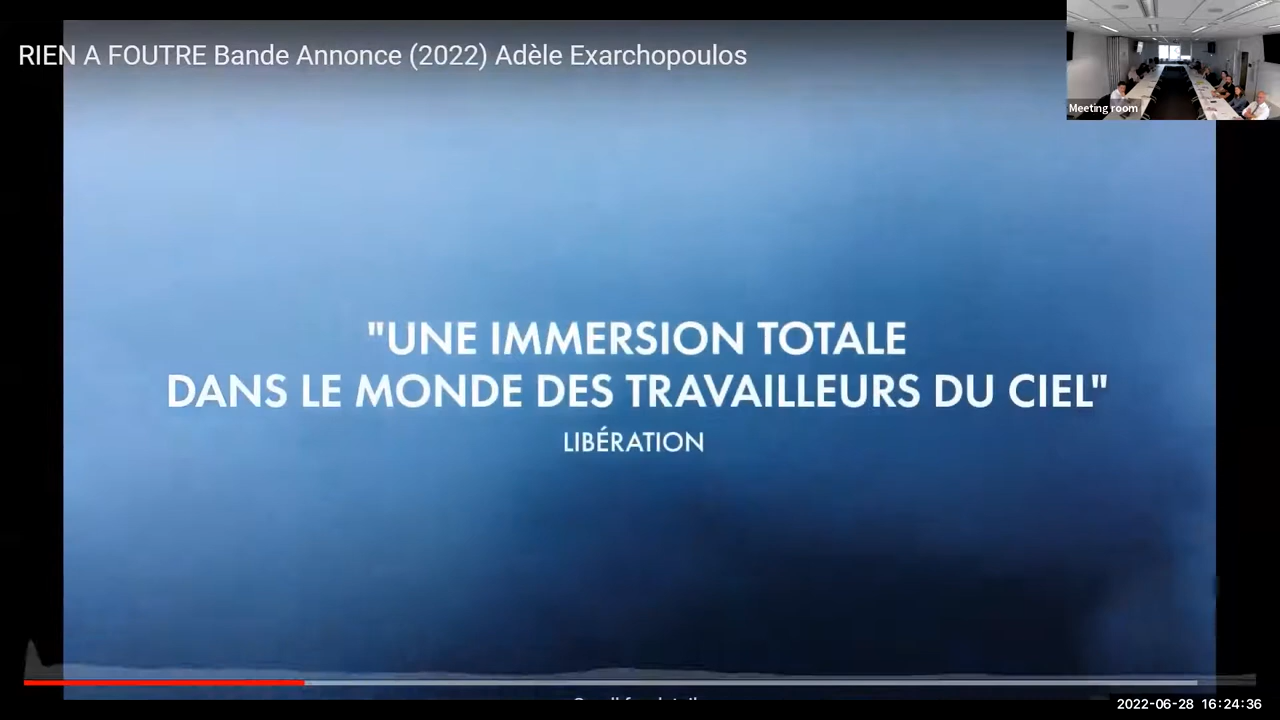 RIEN A FOUTRE Bande Annonce (2022) Adèle Exarchopoulos
Meeting room
"UNE IMMERSION TOTALE
DANS LE MONDE DES TRAVAILLEURS DU CIEL"
LIBÉRATION
2022-06-28 16:24:36